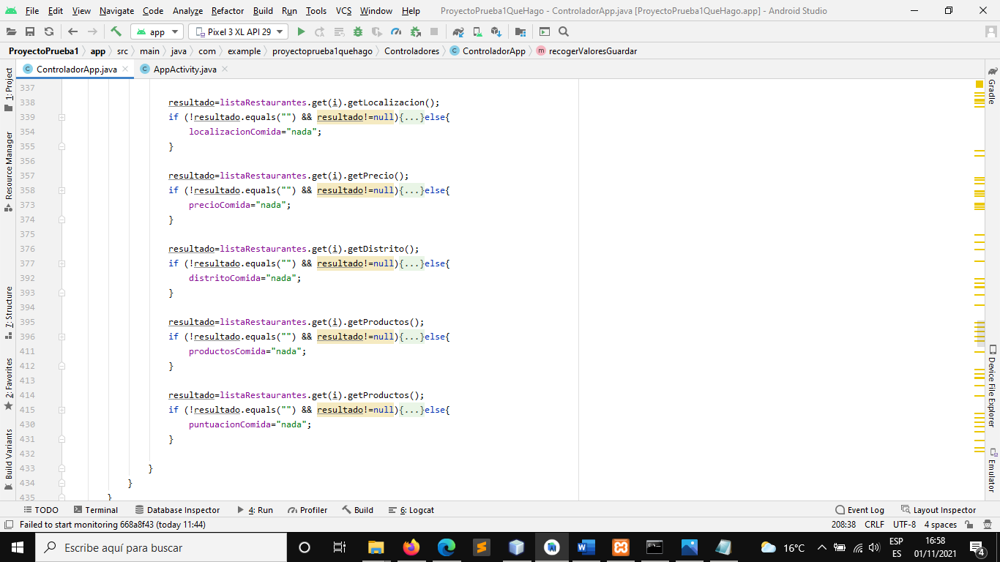 File Edit View Navigate Code Analyze Refactor Build Run Tools VCS Window Help ProyectoPrueba1QueHago - ControladorApp.java [ProyectoPrueba1QueHago.app] - Android Studio
app Pixel 3 XL API 29
ProyectoPrueba1 app src main java com example proyectoprueba1quehago Controladores C ControladorApp m recogerValoresGuardar
C ControladorApp.java C AppActivity.java
1: Project
Resource Manager
7: Structure
2: Favorites
Build Variants
337
338 resultado=listaRestaurantes.get(i).getLocalizacion();
339 if (!resultado.equals("") && resultado!=null){...}else{
354 localizacionComida="nada";
355 }
356
357 resultado=listaRestaurantes.get(i).getPrecio();
358 if (!resultado.equals("") && resultado!=null){...}else{
373 precioComida="nada";
374 }
375
376 resultado=listaRestaurantes.get(i).getDistrito();
377 if (!resultado.equals("") && resultado!=null){...}else{
392 distritoComida="nada";
393 }
394
395 resultado=listaRestaurantes.get(i).getProductos();
396 if (!resultado.equals("") && resultado!=null){...}else{
411 productosComida="nada";
412 }
413
414 resultado=listaRestaurantes.get(i).getProductos();
415 if (!resultado.equals("") && resultado!=null){...}else{
430 puntuacionComida="nada";
431 }
432
433 }
434 }
435 }
Gradle
Device File Explorer
Emulator
TODO Terminal Database Inspector 4: Run Profiler Build 6: Logcat Event Log Layout Inspector
Failed to start monitoring 668a8f43 (today 11:44) 208:38 CRLF UTF-8 4 spaces
Escribe aquí para buscar 16°C ESP 16:58
ES 01/11/2021 4